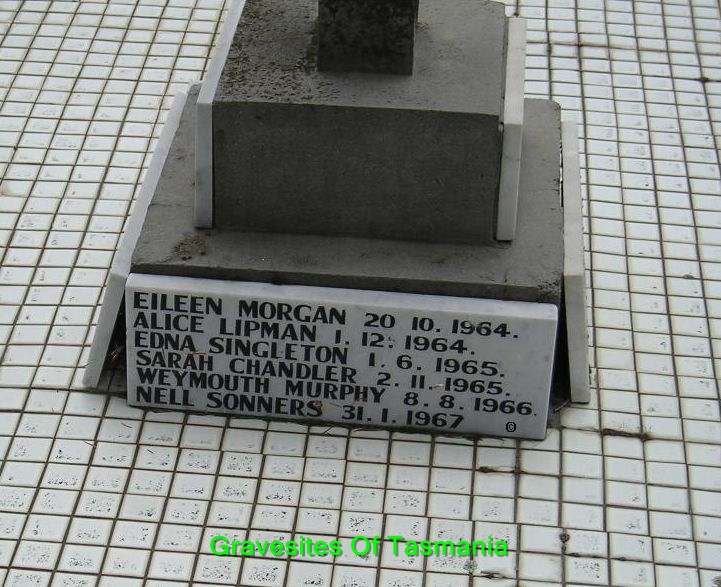 EILEEN MORGAN 20 10. 1964.
ALICE LIPMAN 1. 12. 1964.
EDNA SINGLETON 1. 6. 1965.
SARAH CHANDLER 2. 11. 1965.
WEYMOUTH MURPHY 8. 8. 1966.
NELL SONNERS 31. 1. 1967
©
Gravesites Of Tasmania